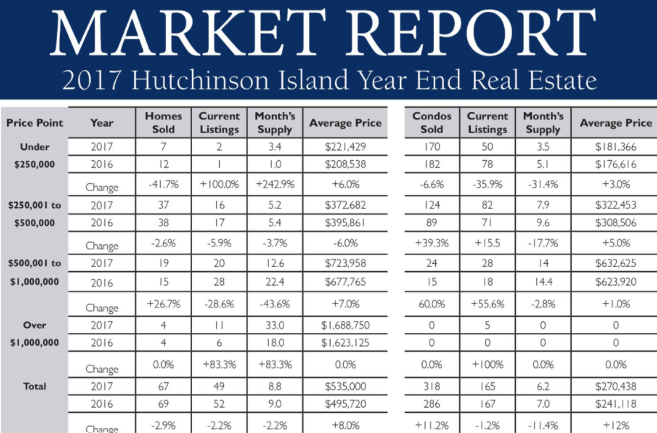 MARKET REPORT
2017 Hutchinson Island Year End Real Estate
Price Point Year Homes Sold Current Listings Month's Supply Average Price Condos Sold Current Listings Month's Supply Average Price
Under 2017 7 2 3.4 $221,429 170 50 3.5 $181,366
$250,000 2016 12 1 1.0 $208,538 182 78 5.1 $176,616
Change -41.7% +100.0% +242.9% +6.0% -6.6% -35.9% -31.4% +3.0%
$250,001 to 2017 37 16 5.2 $372,682 124 82 7.9 $322,453
$500,000 2016 38 17 5.4 $395,861 89 71 9.6 $308,506
Change -2.6% -5.9% -3.7% -6.0% +39.3% +15.5 -17.7% +5.0%
$500,001 to 2017 19 20 12.6 $723,958 24 28 14 $632,625
$1,000,000 2016 15 28 22.4 $677,765 15 18 14.4 $623,920
Change +26.7% -28.6% -43.6% +7.0% 60.0% +55.6% -2.8% +1.0%
Over 2017 4 11 33.0 $1,688,750 0 5 0 0
$1,000,000 2016 4 6 18.0 $1,623,125 0 0 0 0
Change 0.0% +83.3% +83.3% 0.0% 0.0% +100% 0.0% 0.0%
Total 2017 67 49 8.8 $535,000 318 165 6.2 $270,438
2016 69 52 9.0 $495,720 286 167 7.0 $241,118
Change -2.9% -2.2% -2.2% +8.0% +11.2% -1.2% -11.4% +12%